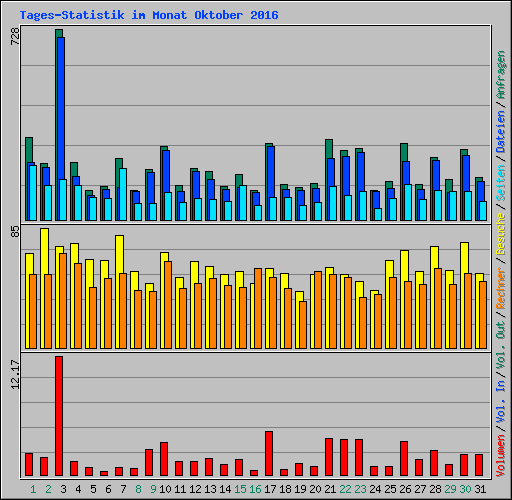 Tages-Statistik im Monat Oktober 2016
728
85
12.17
Anfragen / Dateien / Seiten / Besuche / Rechner / Vol. Out / Vol. In / Volumen
1 2 3 4 5 6 7 8 9 10 11 12 13 14 15 16 17 18 19 20 21 22 23 24 25 26 27 28 29 30 31